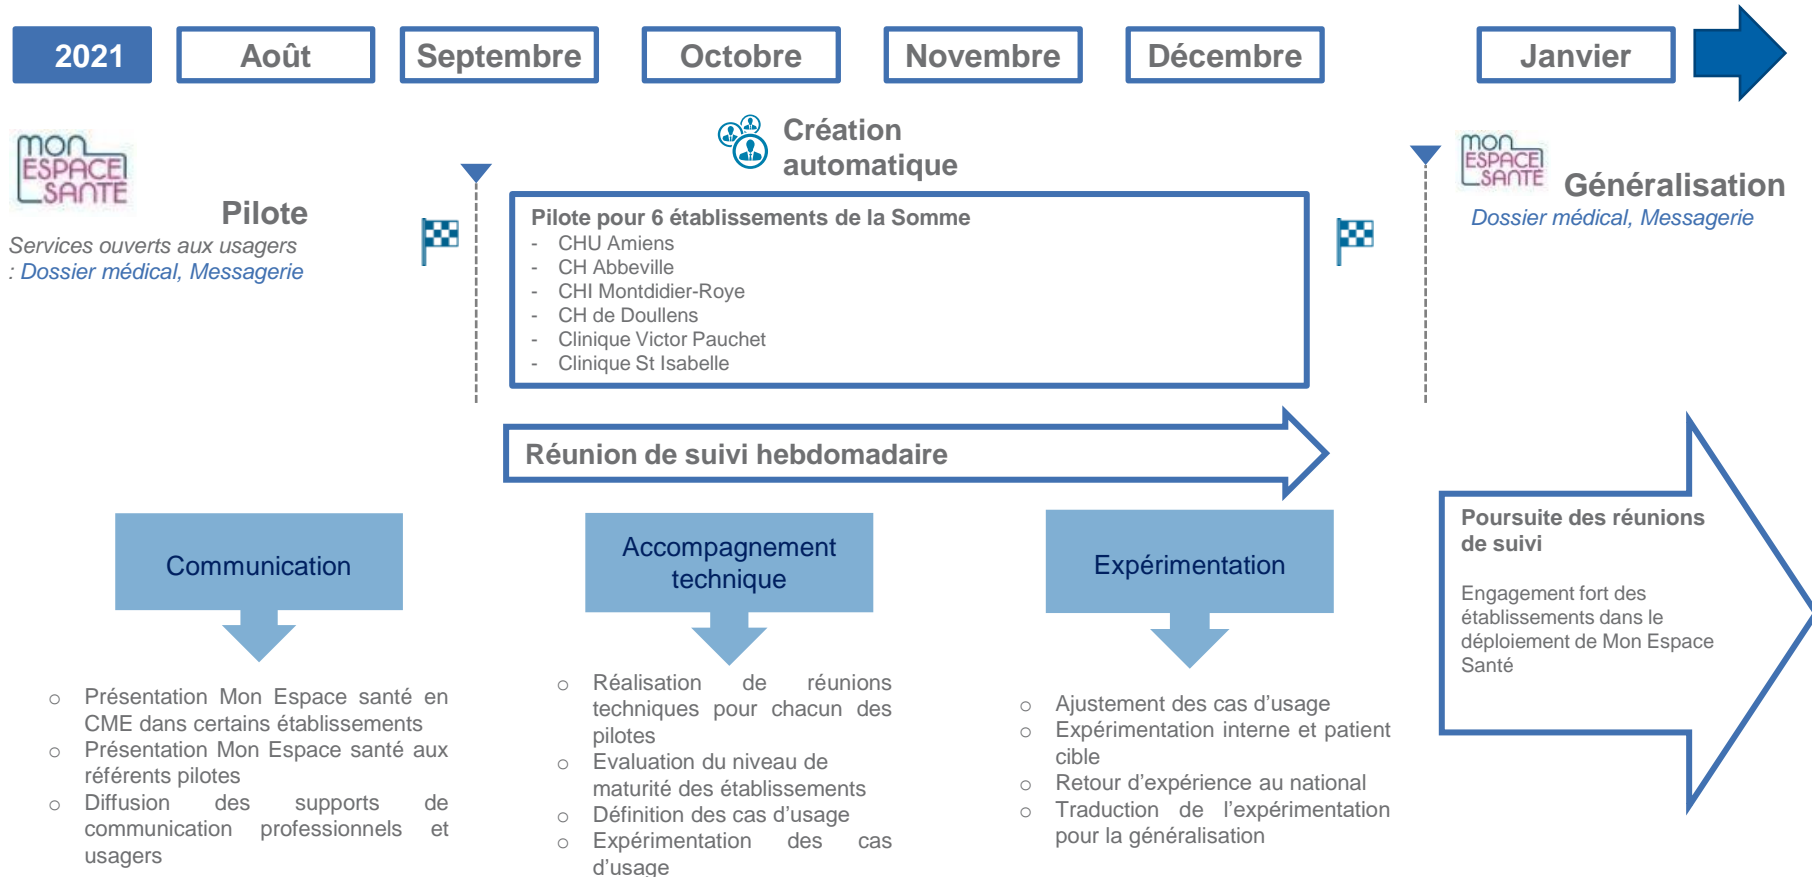 2021
Août
Septembre
Octobre
Novembre
Décembre
Janvier
mon
ESPACE
SANTÉ
Pilote
Services ouverts aux usagers
: Dossier médical, Messagerie
Création
automatique
Pilote pour 6 établissements de la Somme
- CHU Amiens
- CH Abbeville
- CHI Montdidier-Roye
- CH de Doullens
- Clinique Victor Pauchet
- Clinique St Isabelle
mon
ESPACE
SANTÉ
Généralisation
Dossier médical, Messagerie
Réunion de suivi hebdomadaire
Communication
o Présentation Mon Espace santé en
CME dans certains établissements
o Présentation Mon Espace santé aux
référents pilotes
o Diffusion des supports de
communication professionnels et
usagers
Accompagnement
technique
o Réalisation de réunions
techniques pour chacun des
pilotes
o Evaluation du niveau de
maturité des établissements
o Définition des cas d'usage
o Expérimentation des cas
d'usage
Expérimentation
o Ajustement des cas d'usage
o Expérimentation interne et patient
cible
o Retour d'expérience au national
o Traduction de l'expérimentation
pour la généralisation
Poursuite des réunions
de suivi
Engagement fort des
établissements dans le
déploiement de Mon Espace
Santé